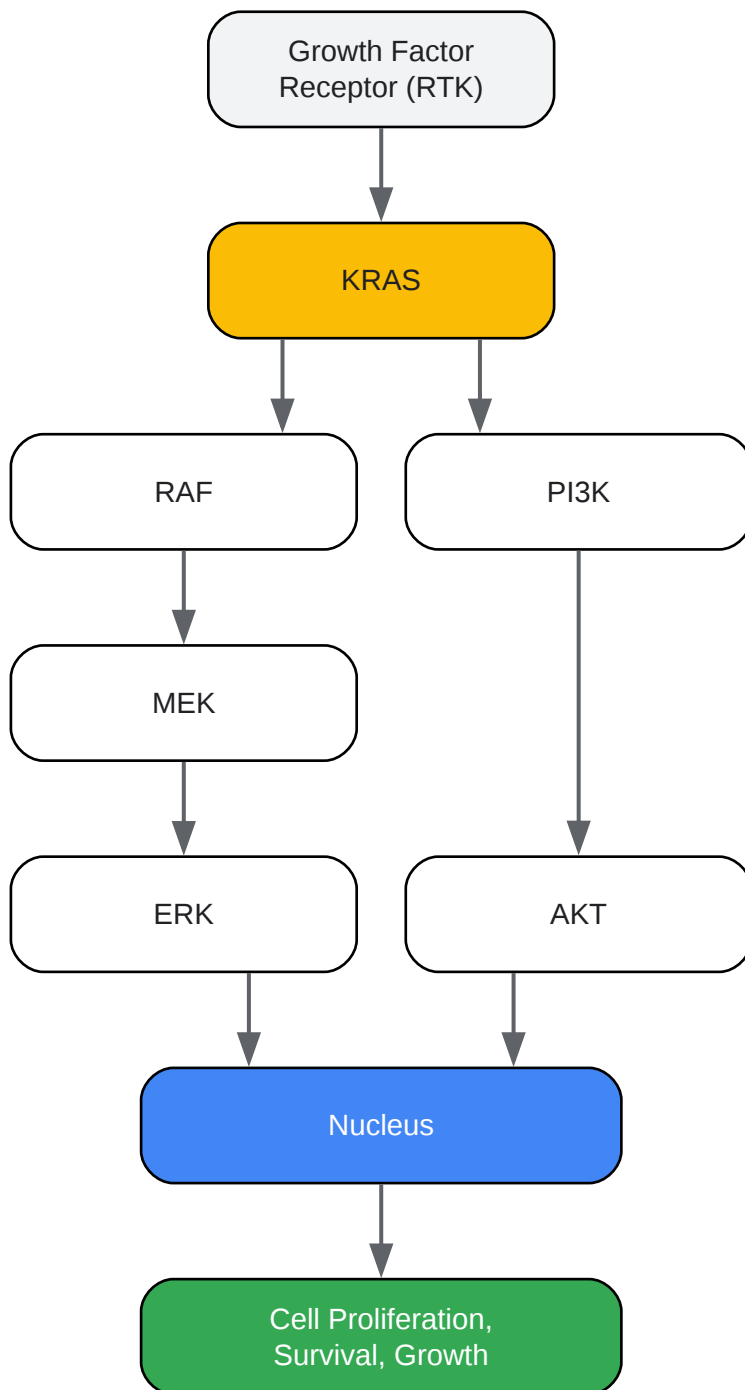 Growth Factor
Receptor (RTK)
KRAS
RAF
PI3K
MEK
ERK
AKT
Nucleus
Cell Proliferation,
Survival, Growth